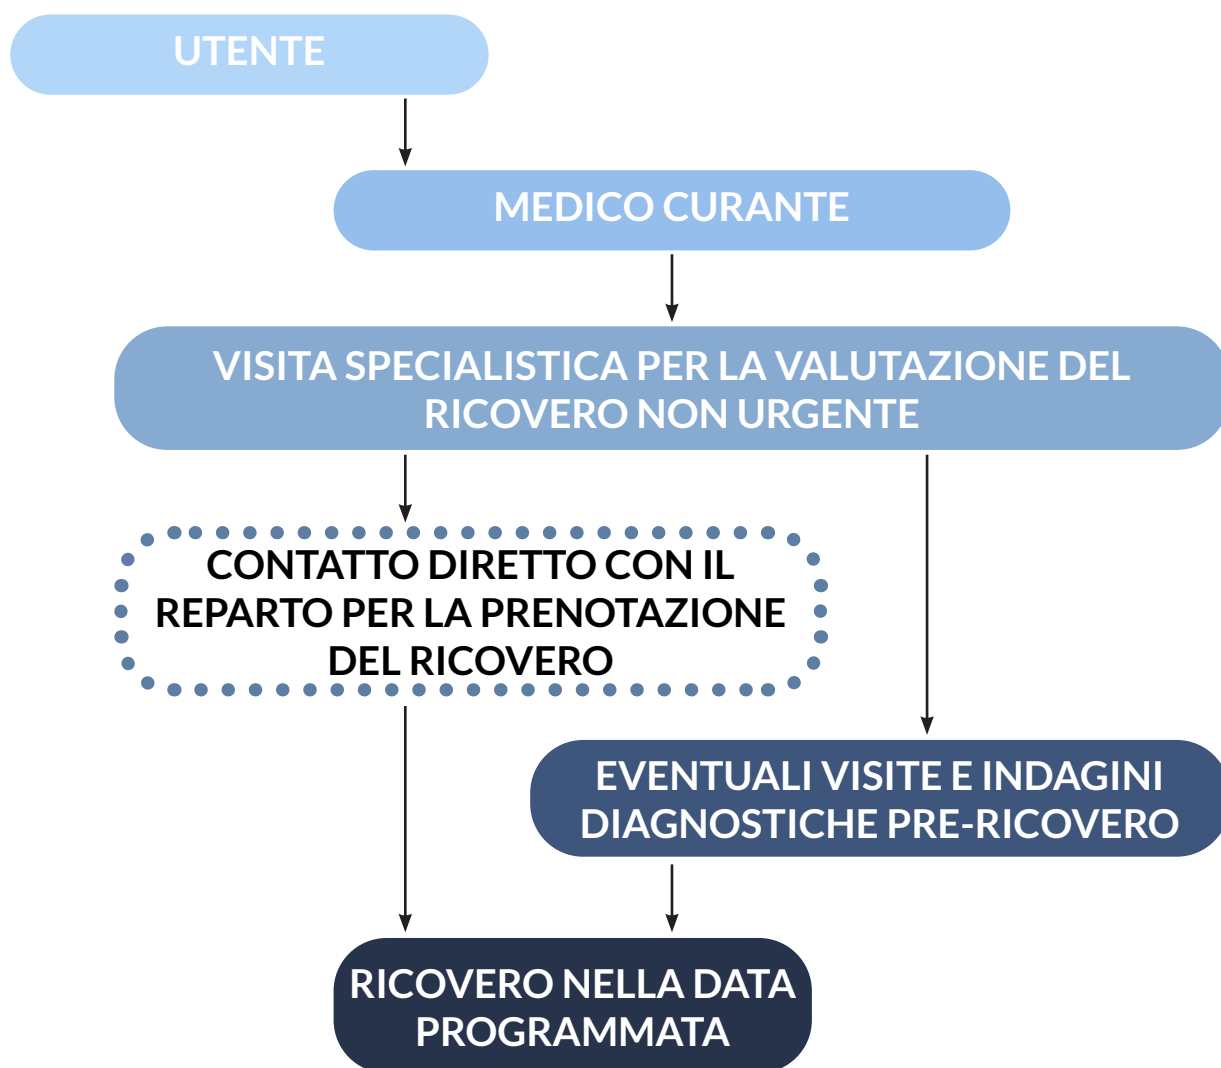 UTENTE
MEDICO CURANTE
VISITA SPECIALISTICA PER LA VALUTAZIONE DEL
RICOVERO NON URGENTE
CONTATTO DIRETTO CON IL
REPARTO PER LA PRENOTAZIONE
DEL RICOVERO
EVENTUALI VISITE E INDAGINI
DIAGNOSTICHE PRE-RICOVERO
RICOVERO NELLA DATA
PROGRAMMATA